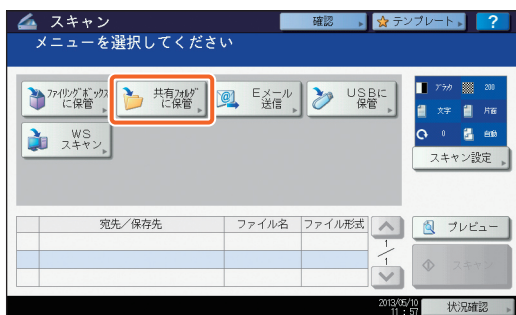 スキャン
確認
テンプレート
?
メニューを選択してください
ファイリングボックス
に保管
共有フォルダ
に保管
Eメール
送信
USBに
保管
WS
スキャン
ブラック 200
文字 片面
0 自動
スキャン設定
宛先/保存先 ファイル名 ファイル形式
1
1
プレビュー
スキャン
2013/05/10
11:57
状況確認